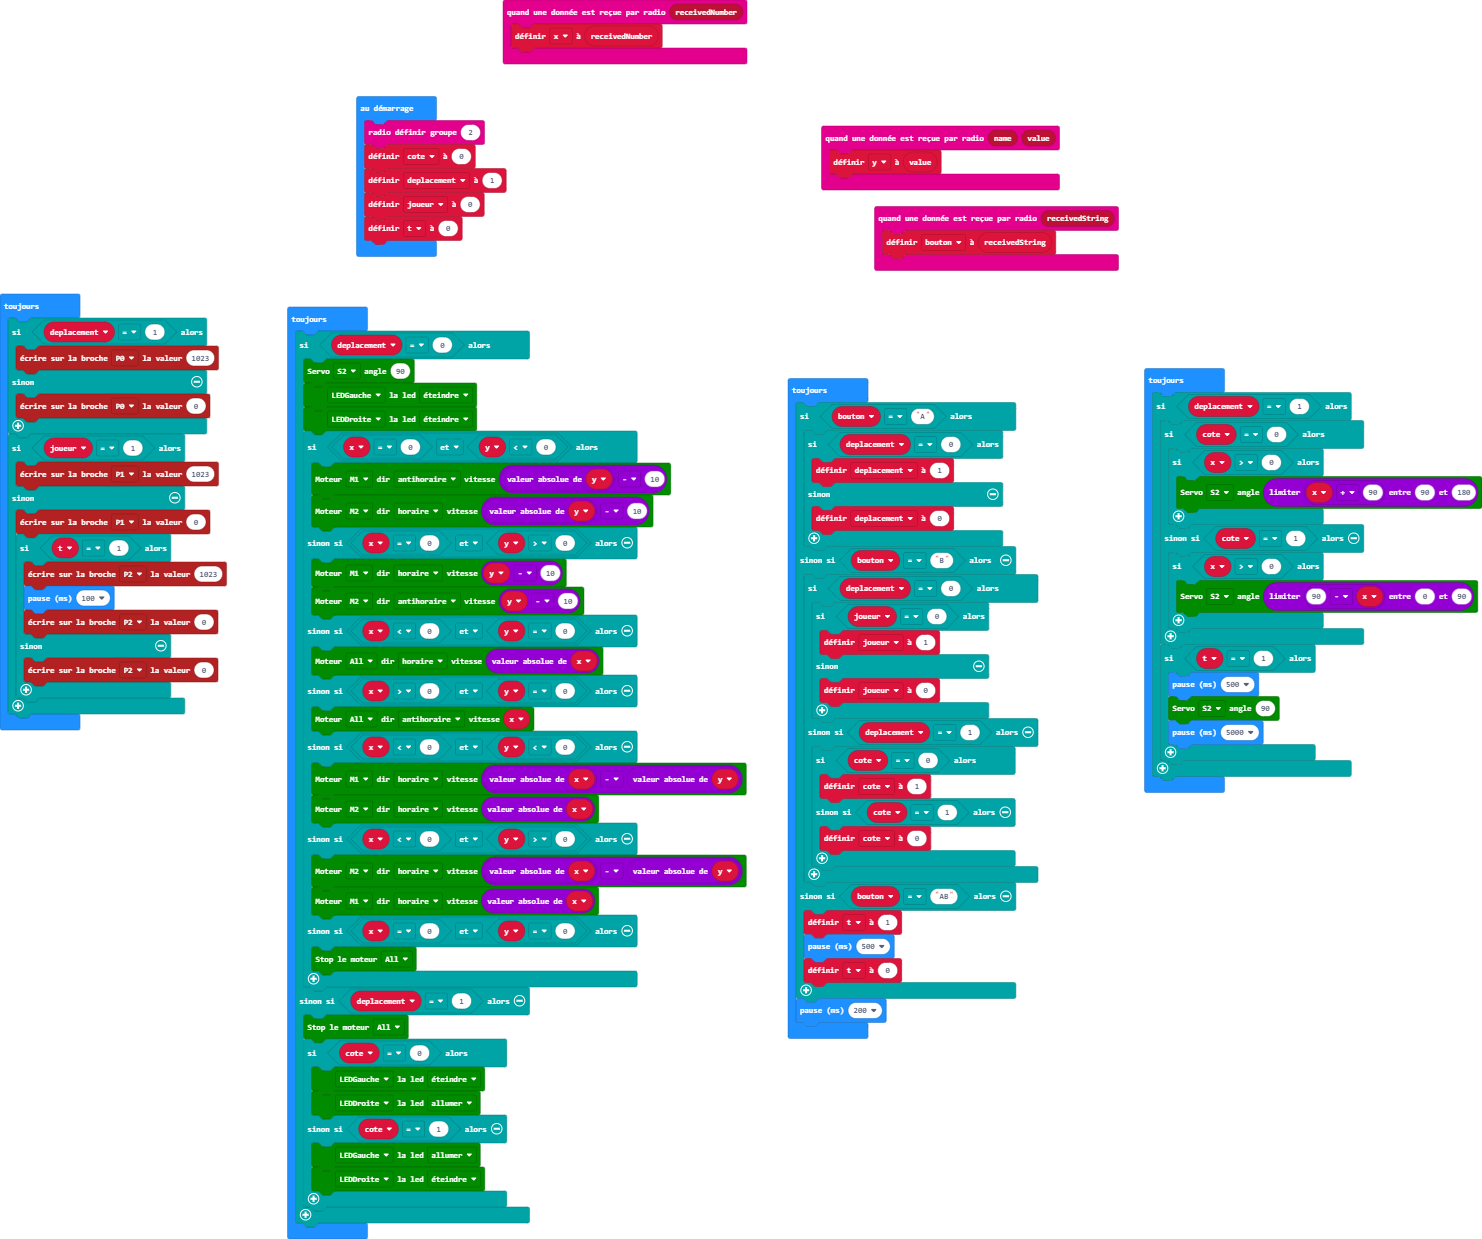 quand une donnée est reçue par radio receivedNumber
définir x à receivedNumber
au démarrage
radio définir groupe 2
définir cote à 0
définir deplacement à 1
définir joueur à 0
définir t à 0
quand une donnée est reçue par radio name value
définir y à value
quand une donnée est reçue par radio receivedString
définir bouton à receivedString
toujours
si deplacement = 1 alors
écrire sur la broche P0 la valeur 1023
sinon
écrire sur la broche P0 la valeur 0
si joueur = 1 alors
écrire sur la broche P1 la valeur 1023
sinon
écrire sur la broche P1 la valeur 0
si t = 1 alors
écrire sur la broche P2 la valeur 1023
pause (ms) 100
écrire sur la broche P2 la valeur 0
sinon
écrire sur la broche P2 la valeur 0
toujours
si deplacement = 0 alors
Servo S2 angle 90
LEDGauche la led éteindre
LEDDroite la led éteindre
si x = 0 et y < 0 alors
Moteur M1 dir antihoraire vitesse valeur absolue de y - 10
Moteur M2 dir horaire vitesse valeur absolue de y - 10
sinon si x = 0 et y > 0 alors
Moteur M1 dir horaire vitesse y - 10
Moteur M2 dir antihoraire vitesse y - 10
sinon si x < 0 et y = 0 alors
Moteur All dir horaire vitesse valeur absolue de x
sinon si x > 0 et y = 0 alors
Moteur All dir antihoraire vitesse x
sinon si x < 0 et y < 0 alors
Moteur M1 dir horaire vitesse valeur absolue de x - valeur absolue de y
Moteur M2 dir horaire vitesse valeur absolue de x
sinon si x < 0 et y > 0 alors
Moteur M2 dir horaire vitesse valeur absolue de x - valeur absolue de y
Moteur M1 dir horaire vitesse valeur absolue de x
sinon si x = 0 et y = 0 alors
Stop le moteur All
sinon si deplacement = 1 alors
Stop le moteur All
si cote = 0 alors
LEDGauche la led éteindre
LEDDroite la led allumer
sinon si cote = 1 alors
LEDGauche la led allumer
LEDDroite la led éteindre
toujours
si bouton = "A" alors
si deplacement = 0 alors
définir deplacement à 1
sinon
définir deplacement à 0
sinon si bouton = "B" alors
si deplacement = 0 alors
si joueur = 0 alors
définir joueur à 1
sinon
définir joueur à 0
sinon si deplacement = 1 alors
si cote = 0 alors
définir cote à 1
sinon si cote = 1 alors
définir cote à 0
sinon si bouton = "AB" alors
définir t à 1
pause (ms) 500
définir t à 0
pause (ms) 200
toujours
si deplacement = 1 alors
si cote = 0 alors
si x > 0 alors
Servo S2 angle limiter x + 90 entre 90 et 180
sinon si cote = 1 alors
si x > 0 alors
Servo S2 angle limiter 90 - x entre 0 et 90
si t = 1 alors
pause (ms) 500
Servo S2 angle 90
pause (ms) 5000